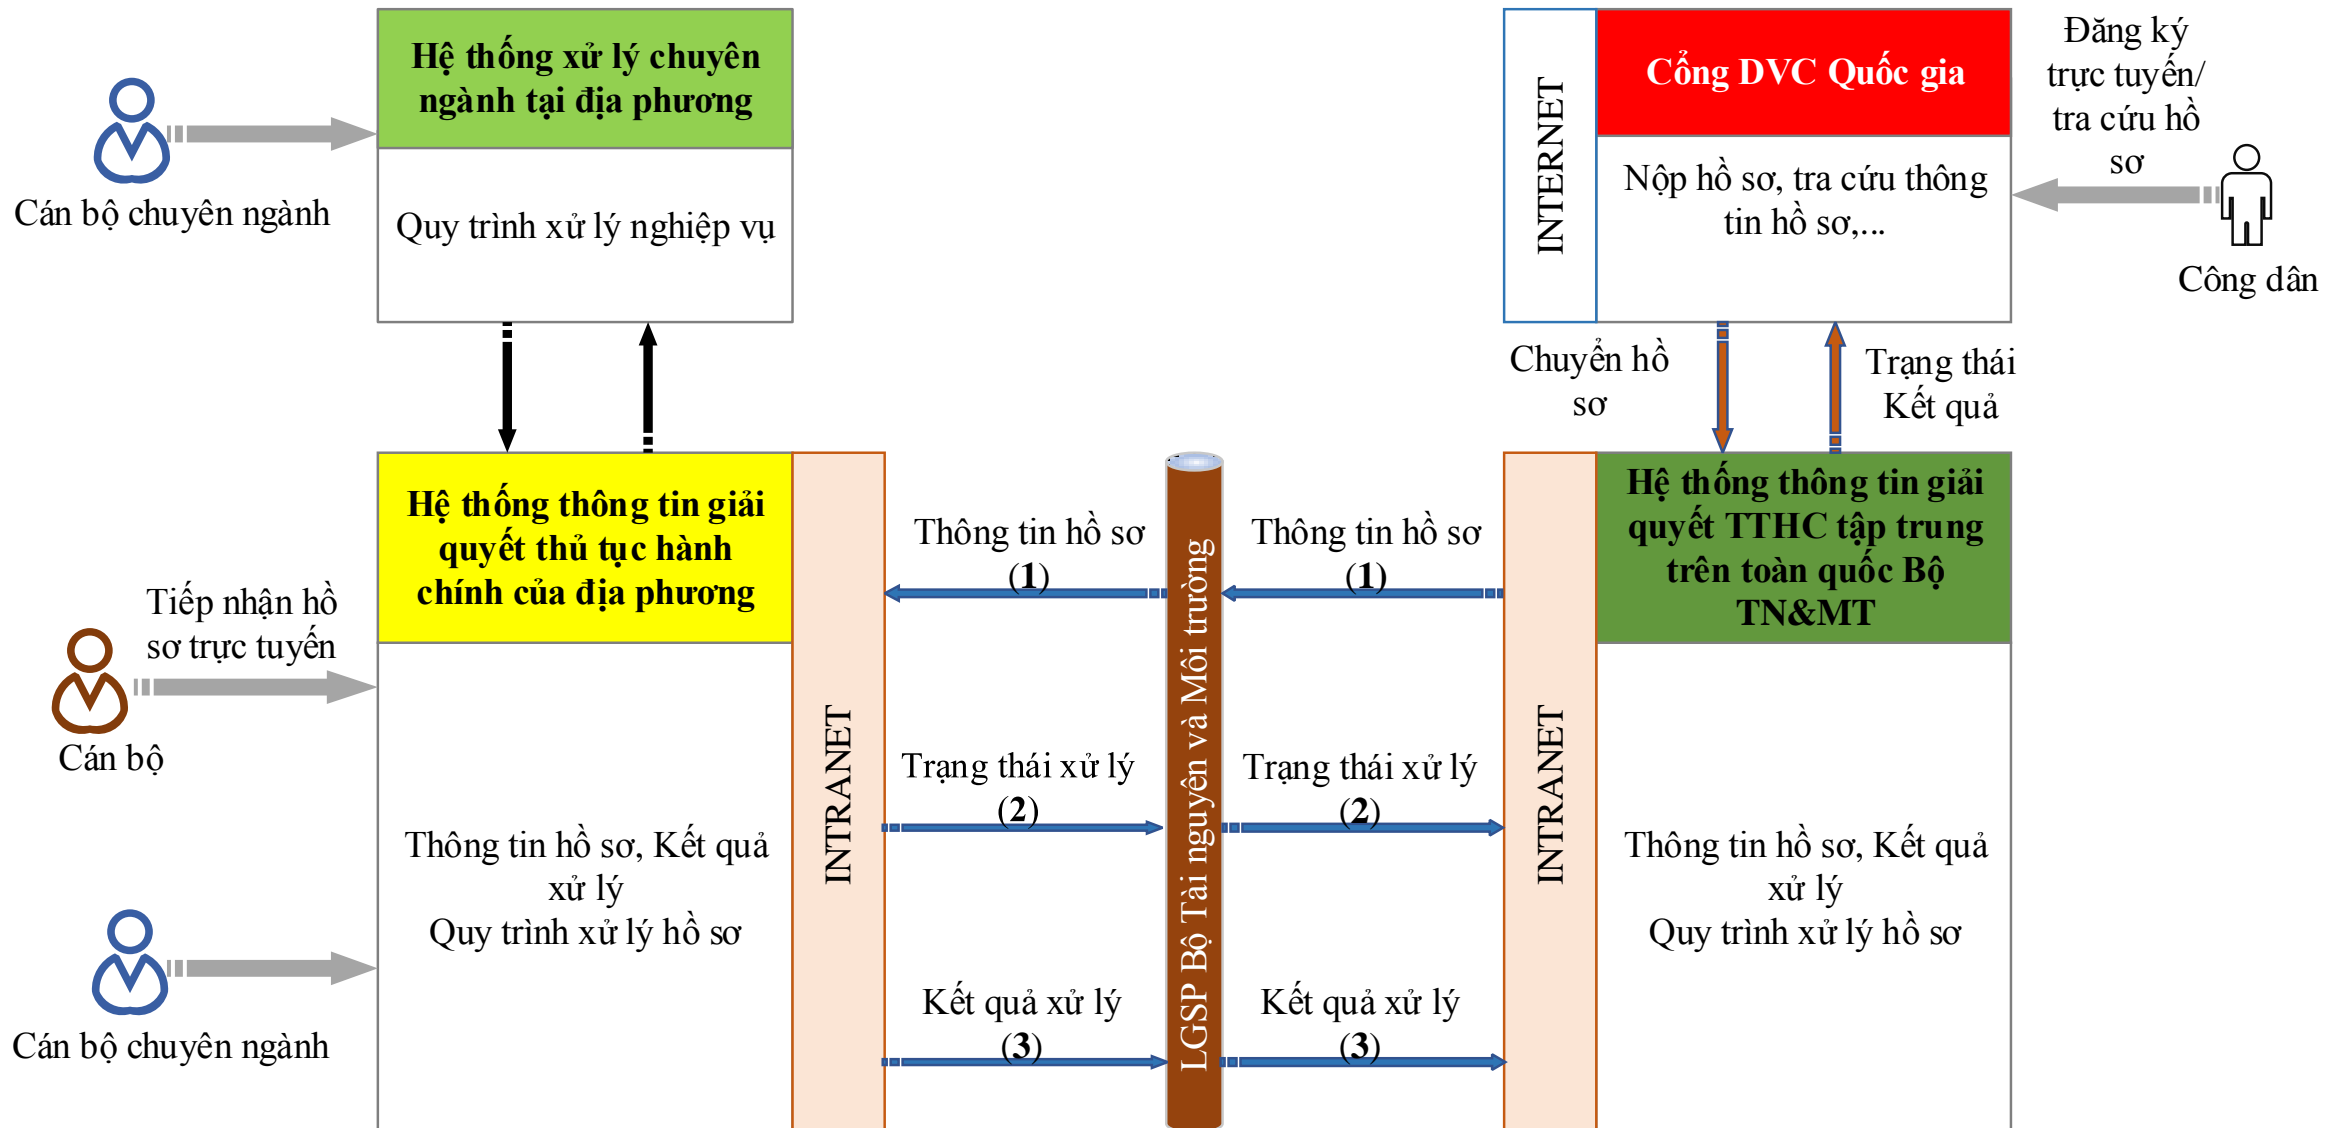 Hệ thống xử lý chuyên
ngành tại địa phương
Quy trình xử lý nghiệp vụ
Cán bộ chuyên ngành
INTERNET
Cổng DVC Quốc gia
Nộp hồ sơ, tra cứu thông
tin hồ sơ,...
Đăng ký
trực tuyến/
tra cứu hồ
sơ
Công dân
Chuyển hồ
sơ
Trạng thái
Kết quả
Hệ thống thông tin giải
quyết thủ tục hành
chính của địa phương
Tiếp nhận hồ
sơ trực tuyến
Cán bộ
Thông tin hồ sơ, Kết quả
xử lý
Quy trình xử lý hồ sơ
Cán bộ chuyên ngành
INTRANET
Thông tin hồ sơ
(1)
Trạng thái xử lý
(2)
Kết quả xử lý
(3)
LGSP Bộ Tài nguyên và Môi trường
Thông tin hồ sơ
(1)
Trạng thái xử lý
(2)
Kết quả xử lý
(3)
INTRANET
Hệ thống thông tin giải
quyết TTHC tập trung
trên toàn quốc Bộ
TN&MT
Thông tin hồ sơ, Kết quả
xử lý
Quy trình xử lý hồ sơ